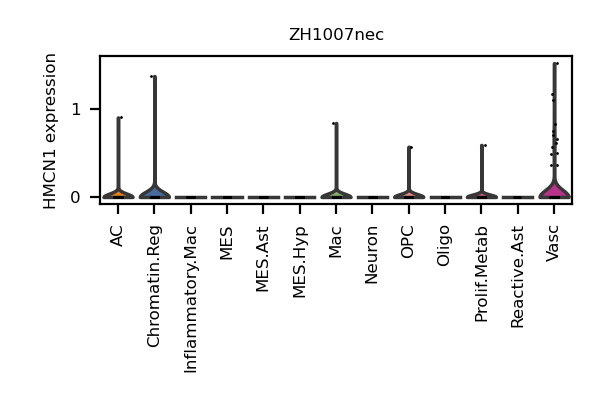 ZH1007nec
HMCN1 expression
1
0
AC
Chromatin.Reg
Inflammatory.Mac
MES
MES.Ast
MES.Hyp
Mac
Neuron
OPC
Oligo
Prolif.Metab
Reactive.Ast
Vasc